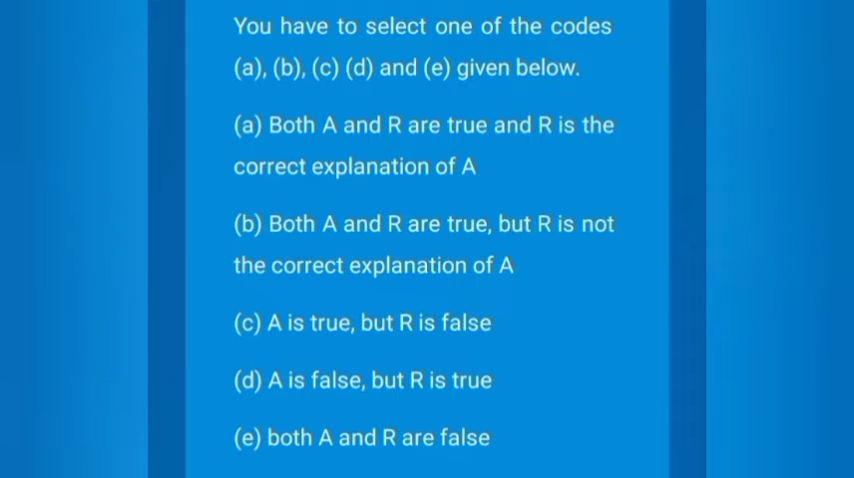 You have to select one of the codes
(a), (b), (c) (d) and (e) given below.
(a) Both A and R are true and R is the
correct explanation of A
(b) Both A and R are true, but R is not
the correct explanation of A
(c) A is true, but R is false
(d) A is false, but R is true
(e) both A and R are false